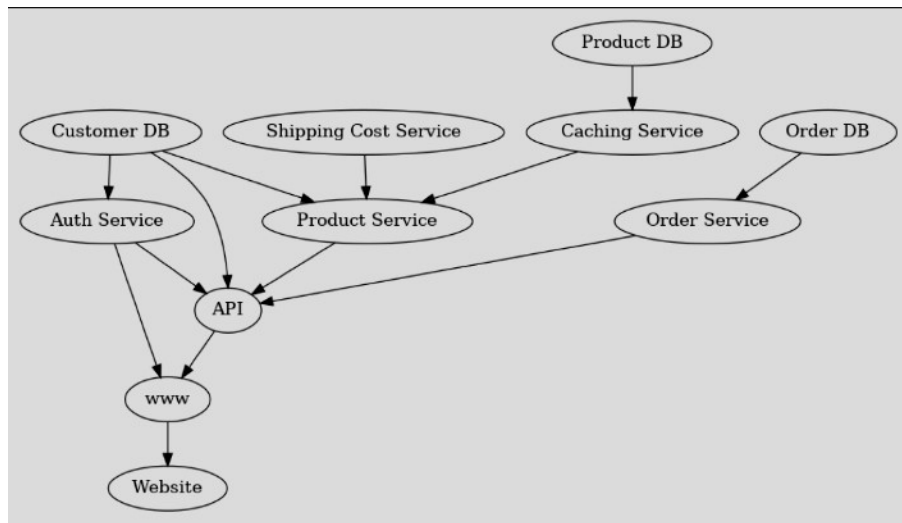 Product DB
Customer DB
Shipping Cost Service
Caching Service
Order DB
Auth Service
Product Service
Order Service
API
www
Website